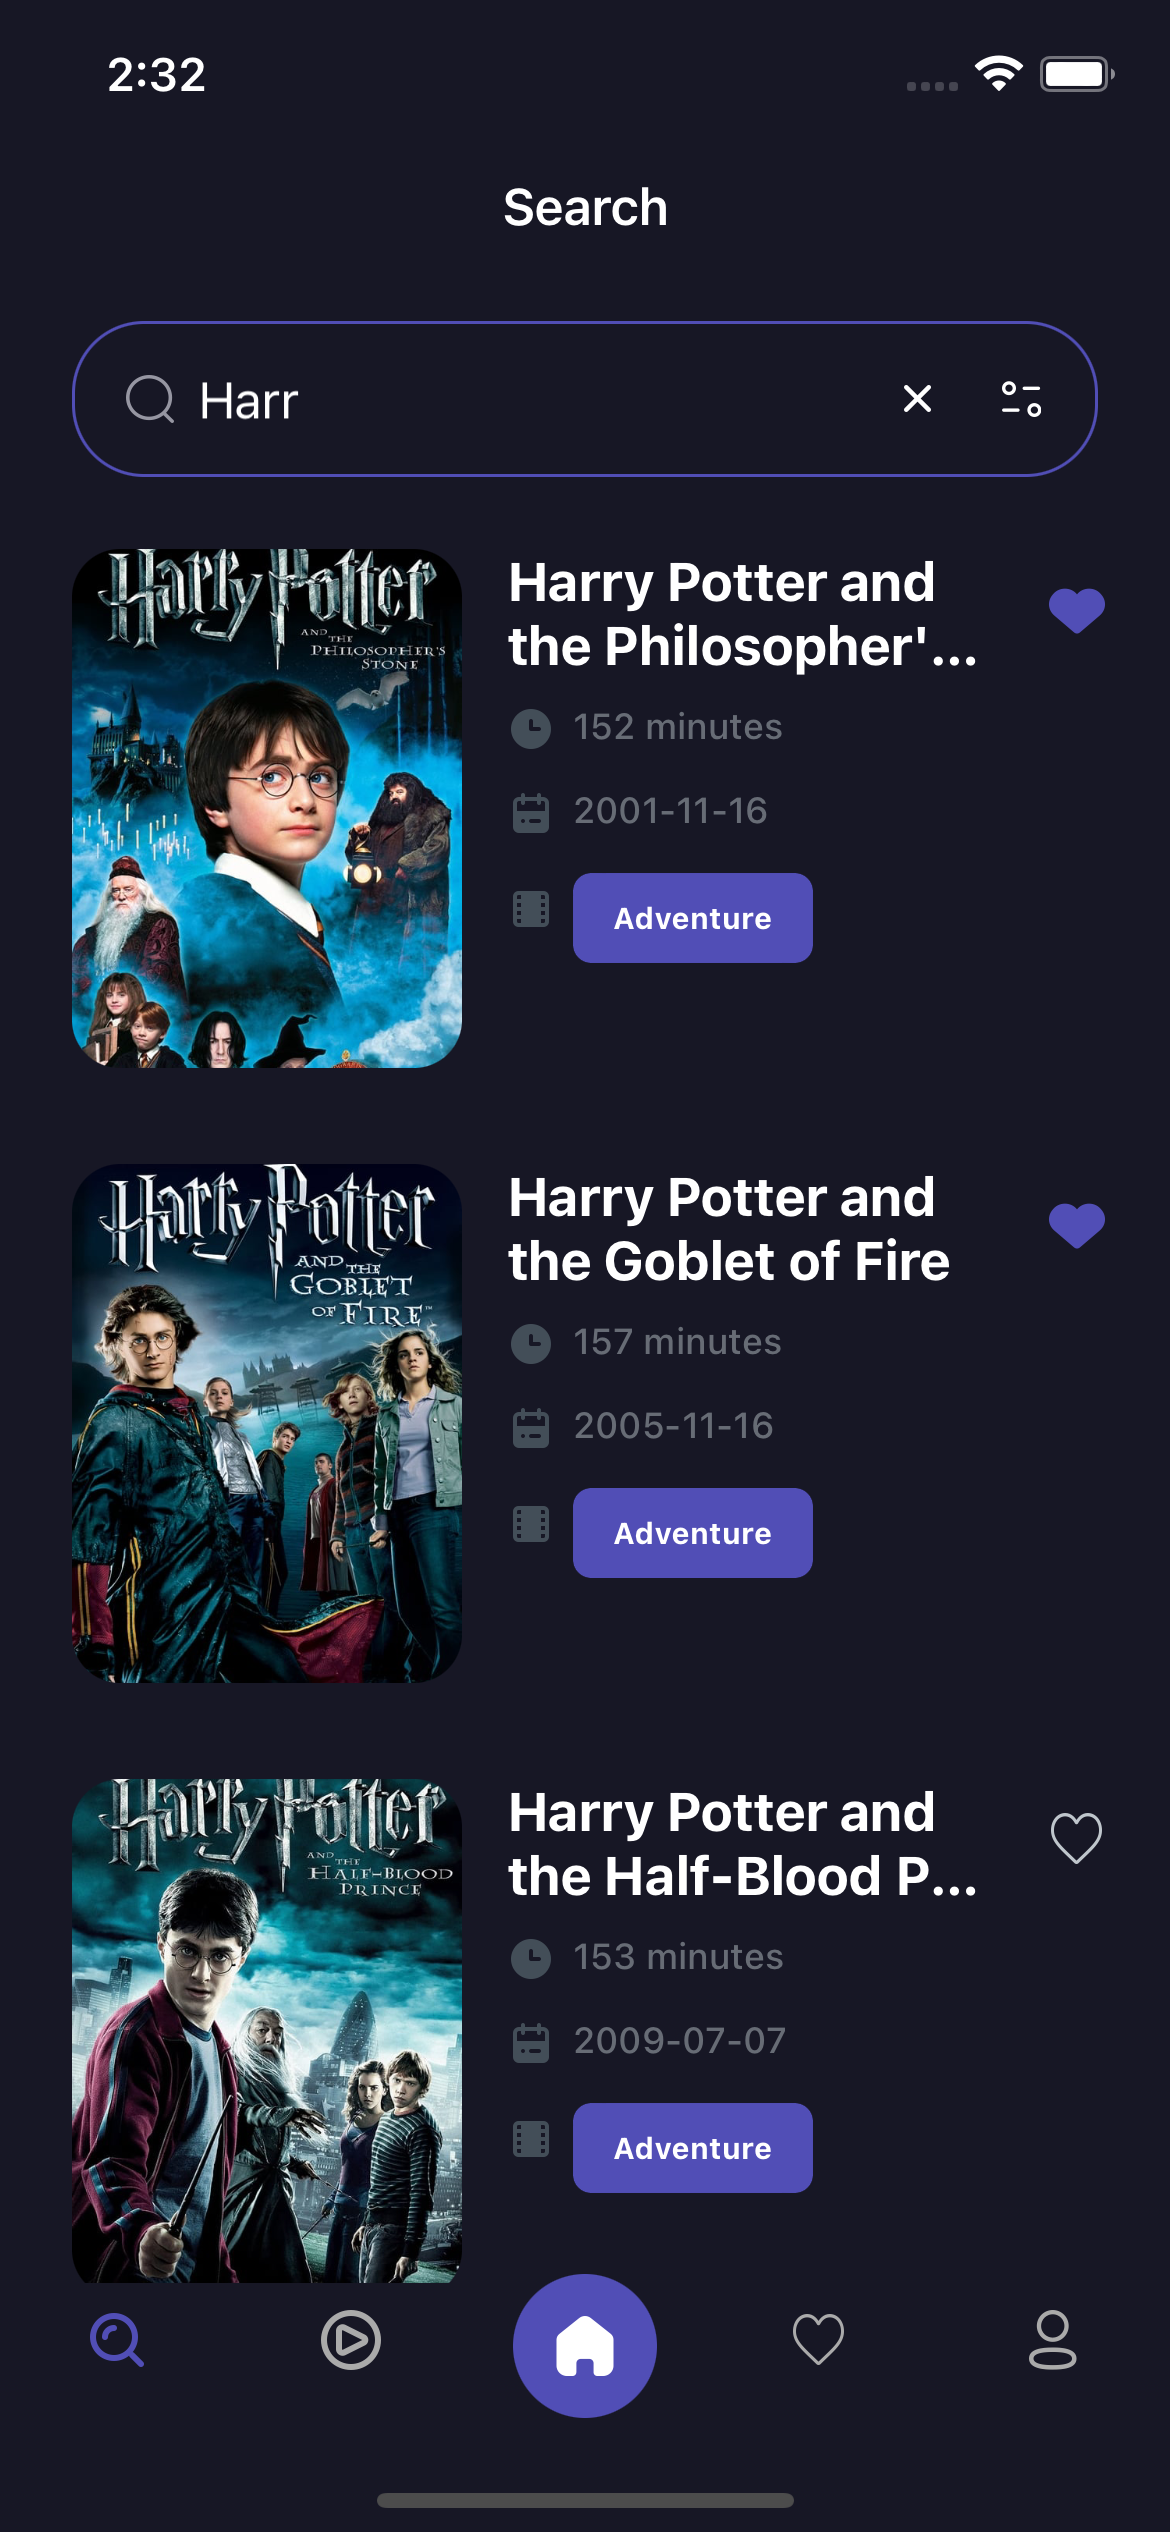 2:32
Search
Harr
Harry Potter
AND THE
PHILOSOPHER'S
STONE
Harry Potter and
the Philosopher'...
152 minutes
2001-11-16
Adventure
Harry Potter
AND THE
GOBLET
OF FIRE™
Harry Potter and
the Goblet of Fire
157 minutes
2005-11-16
Adventure
Harry Potter
AND THE
HALF-BLOOD
PRINCE
Harry Potter and
the Half-Blood P...
153 minutes
2009-07-07
Adventure